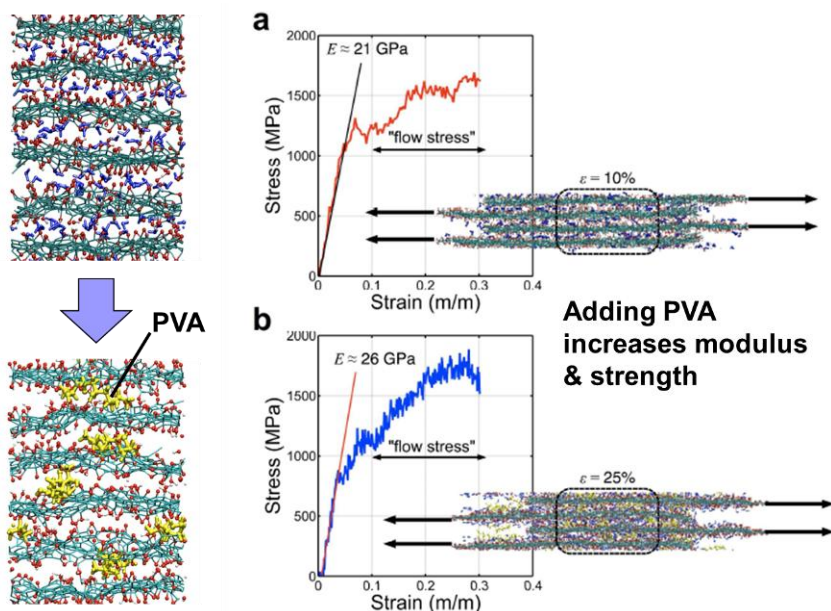 PVA
a
2000
1500
1000
500
0
Stress (MPa)
E ≈ 21 GPa
"flow stress"
ε = 10%
0 0.1 0.2 0.3 0.4
Strain (m/m)
Adding PVA
increases modulus
& strength
b
2000
1500
1000
500
0
Stress (MPa)
E ≈ 26 GPa
"flow stress"
ε = 25%
0 0.1 0.2 0.3 0.4
Strain (m/m)